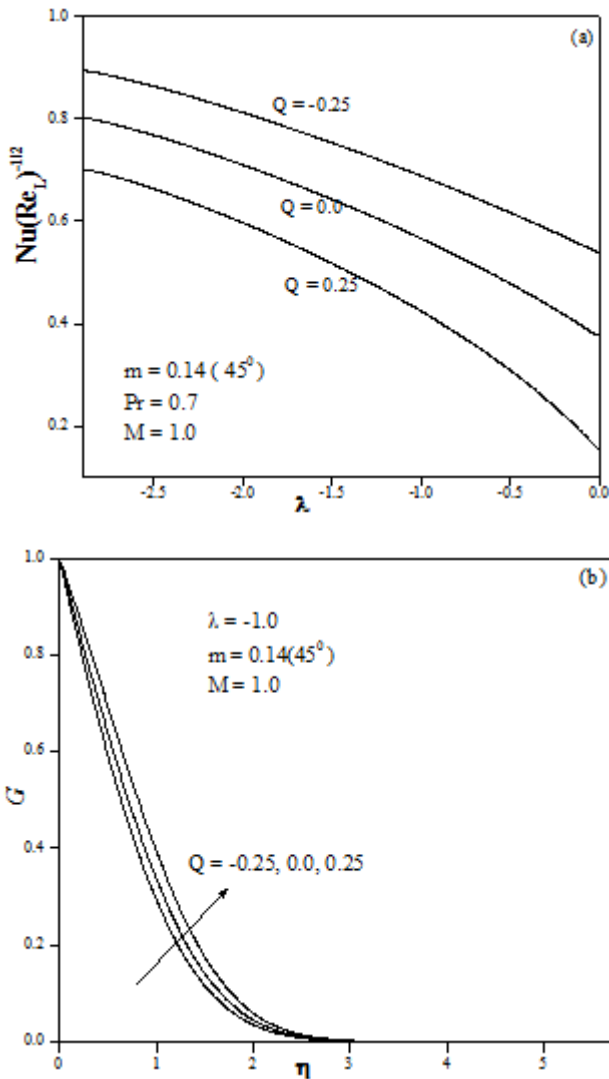 (a)
1.0
0.8
0.6
0.4
0.2
Nu(Re_L)^-1/2
Q = -0.25
Q = 0.0
Q = 0.25
m = 0.14 ( 45^0)
Pr = 0.7
M = 1.0
-2.5 -2.0 -1.5 -1.0 -0.5 0.0
λ
(b)
1.0
0.8
0.6
0.4
0.2
0.0
G
λ = -1.0
m = 0.14(45^0)
M = 1.0
Q = -0.25, 0.0, 0.25
0 1 2 3 4 5
η